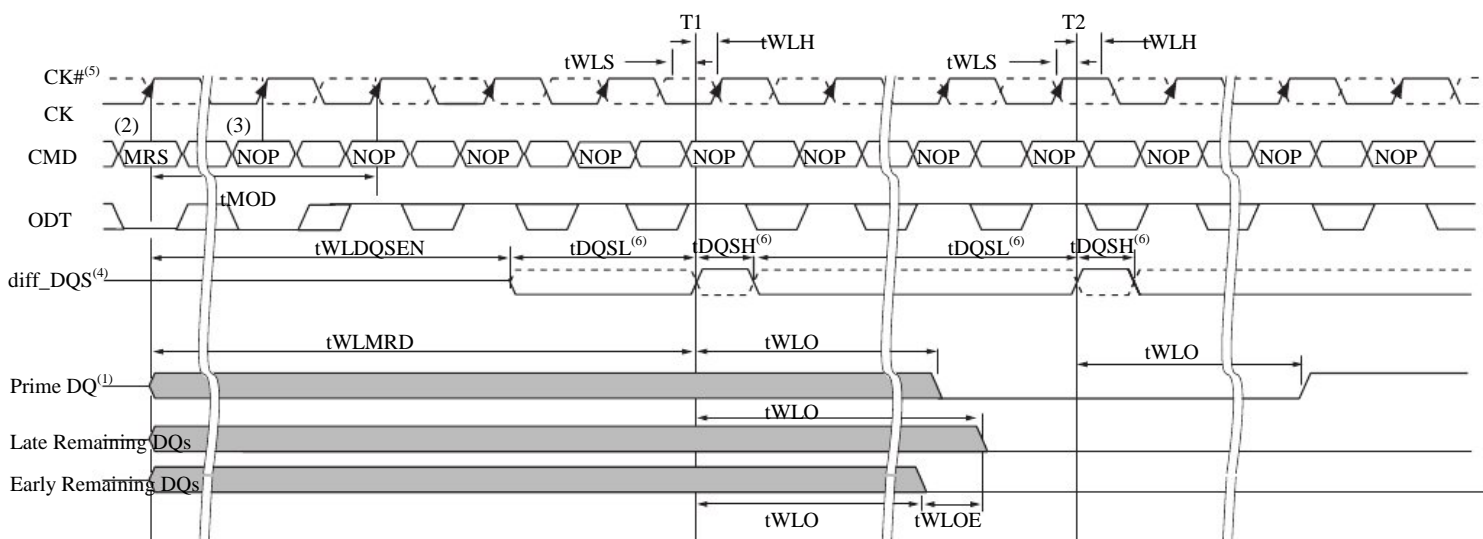 T1 T2
tWLH tWLH
tWLS tWLS
CK#(5)
CK
(2) (3)
CMD MRS NOP NOP NOP NOP NOP NOP NOP NOP NOP NOP NOP
tMOD
ODT
tWLDQSEN tDQSL(6) tDQSH(6) tDQSL(6) tDQSH(6)
diff_DQS(4)
tWLMRD tWLO tWLO
Prime DQ(1)
tWLO
Late Remaining DQs
Early Remaining DQs
tWLO tWLOE